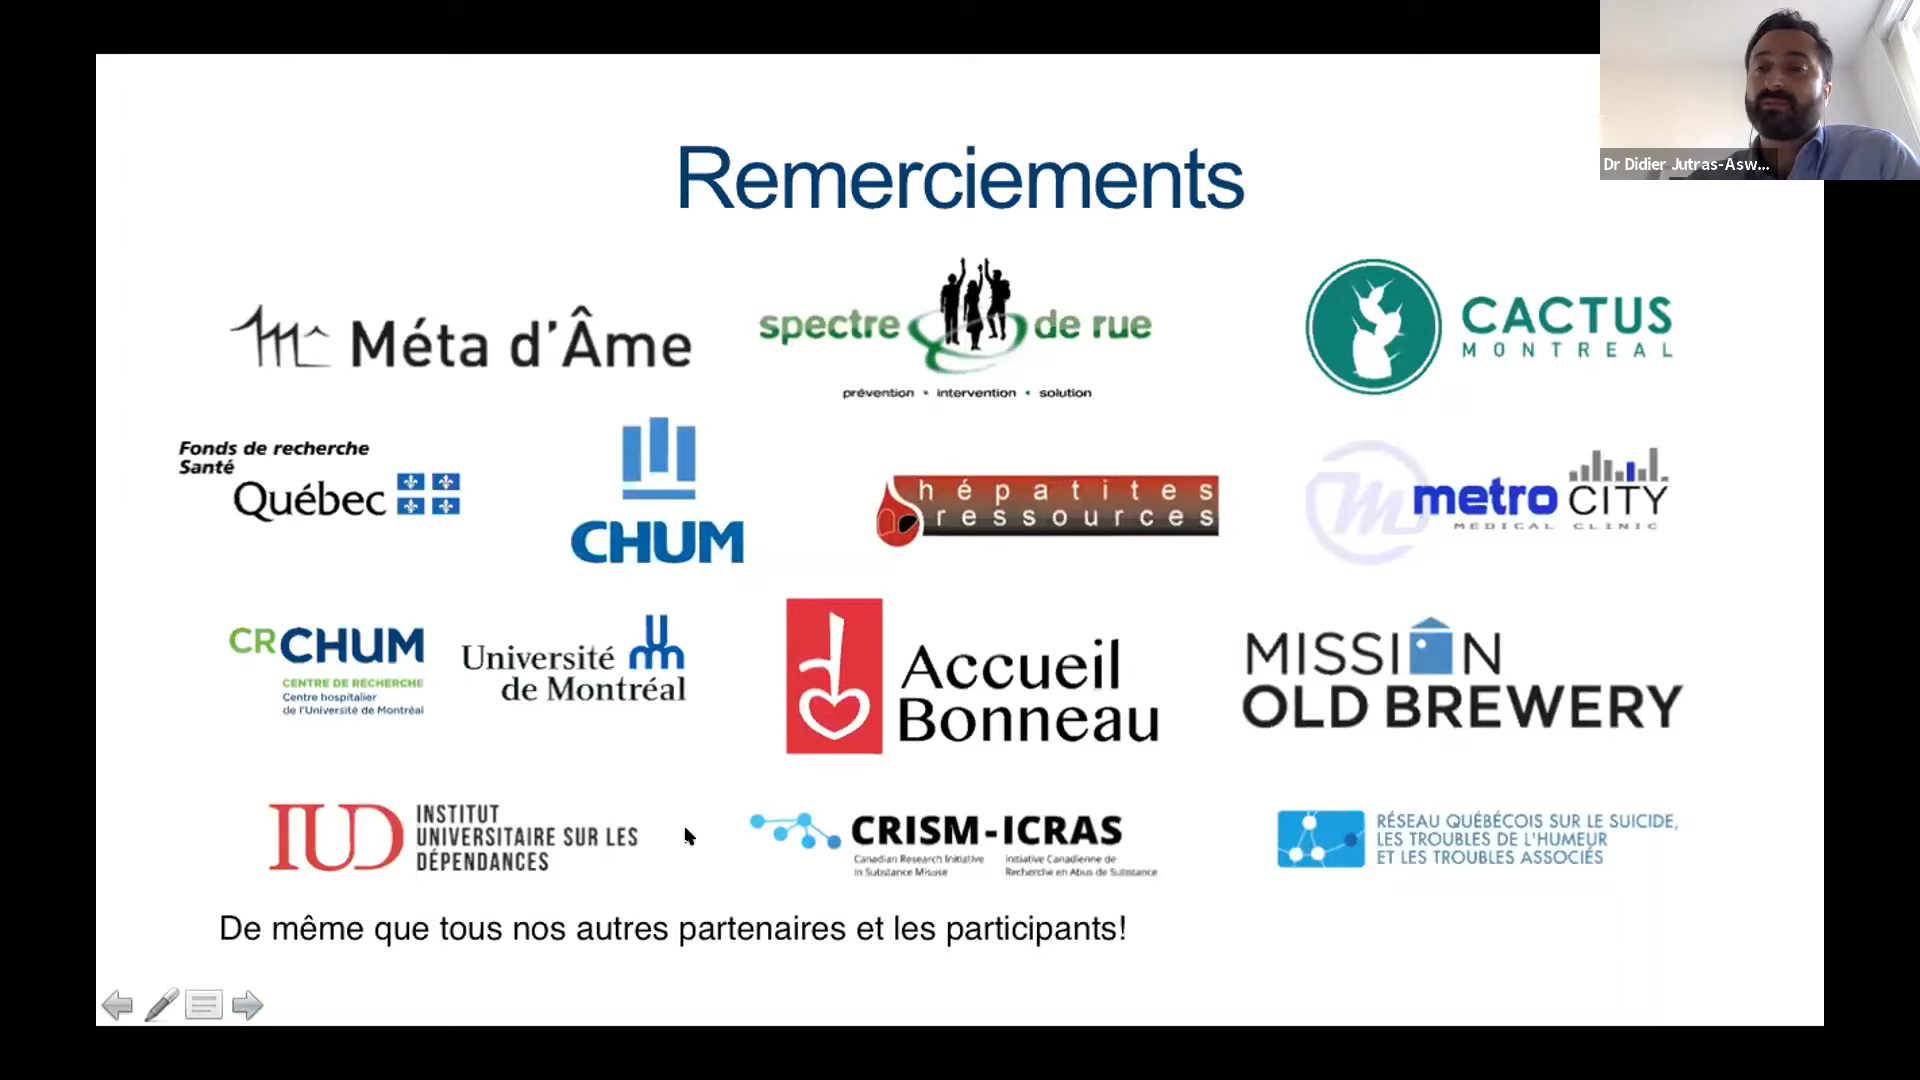 Dr Didier Jutras-Asw...
Remerciements
Méta d'Âme
spectre de rue
prévention • intervention • solution
CACTUS
MONTREAL
Fonds de recherche
Santé
Québec
CHUM
hépatites
ressources
metro CITY
MEDICAL CLINIC
CRCHUM
CENTRE DE RECHERCHE
Centre hospitalier
de l'Université de Montréal
Université
de Montréal
Accueil
Bonneau
MISSION
OLD BREWERY
IUD
INSTITUT
UNIVERSITAIRE SUR LES
DÉPENDANCES
CRISM-ICRAS
Canadian Research Initiative
in Substance Misuse
Initiative Canadienne de
Recherche en Abus de Substance
RÉSEAU QUÉBÉCOIS SUR LE SUICIDE,
LES TROUBLES DE L'HUMEUR
ET LES TROUBLES ASSOCIÉS
De même que tous nos autres partenaires et les participants!